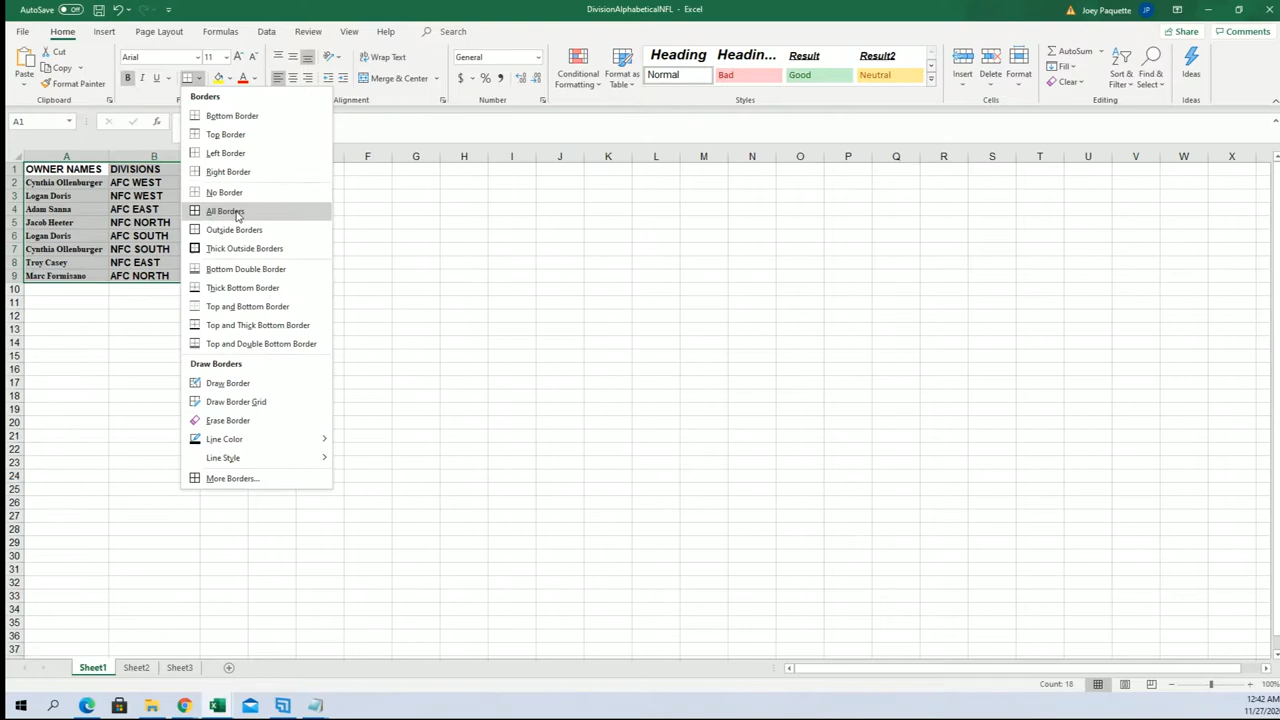 AutoSave Off
DivisionAlphabeticalNFL - Excel
Joey Paquette JP
File Home Insert Page Layout Formulas Data Review View Help Search
Share Comments
Paste
Cut
Copy
Format Painter
Clipboard
Arial 11
B I U
Wrap Text
Merge & Center
Alignment
General
$ % ,
Number
Conditional Formatting
Format as Table
Heading Headin... Result Result2
Normal Bad Good Neutral
Styles
Insert Delete Format
Cells
AutoSum
Fill
Clear
Sort & Filter
Find & Select
Editing
Ideas
Ideas
A1
Borders
Bottom Border
Top Border
Left Border
Right Border
No Border
All Borders
Outside Borders
Thick Outside Borders
Bottom Double Border
Thick Bottom Border
Top and Bottom Border
Top and Thick Bottom Border
Top and Double Bottom Border
Draw Borders
Draw Border
Draw Border Grid
Erase Border
Line Color
Line Style
More Borders...
A B F G H I J K L M N O P Q R S T U V W X
1 OWNER NAMES DIVISIONS
2 Cynthia Ollenburger AFC WEST
3 Logan Doris NFC WEST
4 Adam Sanna AFC EAST
5 Jacob Heeter NFC NORTH
6 Logan Doris AFC SOUTH
7 Cynthia Ollenburger NFC SOUTH
8 Troy Casey NFC EAST
9 Marc Formisano AFC NORTH
10
11
12
13
14
15
16
17
18
19
20
21
22
23
24
25
26
27
28
29
30
31
32
33
34
35
36
37
Sheet1 Sheet2 Sheet3
Count: 18
100%
12:42 AM